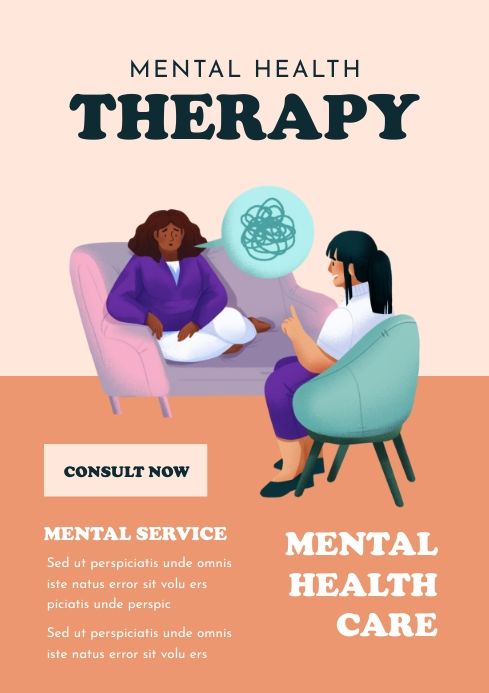 MENTAL HEALTH
THERAPY
CONSULT NOW
MENTAL SERVICE
Sed ut perspiciatis unde omnis
iste natus error sit volu ers
piciatis unde perspic
Sed ut perspiciatis unde omnis
iste natus error sit volu ers
MENTAL
HEALTH
CARE